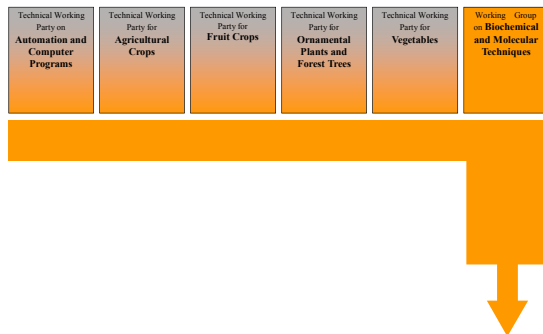 Technical Working
Party on
Automation and
Computer
Programs
Technical Working
Party for
Agricultural
Crops
Technical Working
Party for
Fruit Crops
Technical Working
Party for
Ornamental
Plants and
Forest Trees
Technical Working
Party for
Vegetables
Working Group
on Biochemical
and Molecular
Techniques